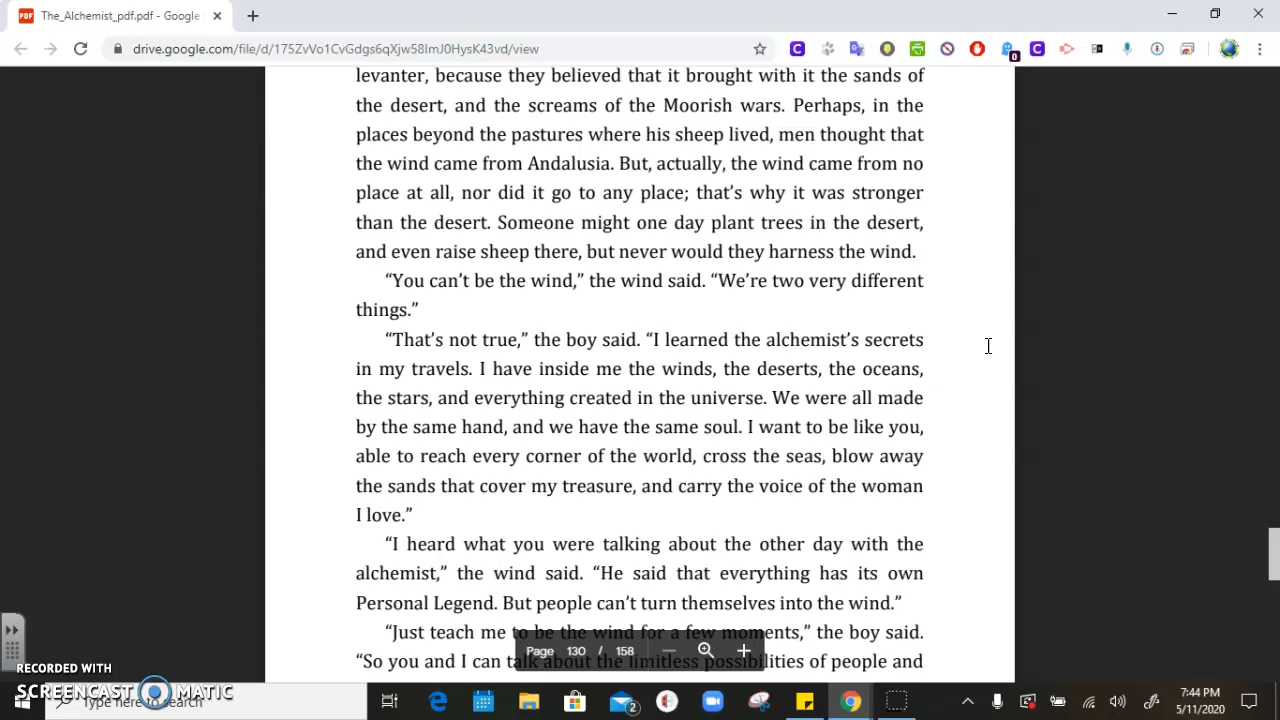 The_Alchemist_pdf.pdf - Google
drive.google.com/file/d/175ZvVo1CvGdgs6qXjw58lmJ0HysK43vd/view
0
levanter, because they believed that it brought with it the sands of
the desert, and the screams of the Moorish wars. Perhaps, in the
places beyond the pastures where his sheep lived, men thought that
the wind came from Andalusia. But, actually, the wind came from no
place at all, nor did it go to any place; that’s why it was stronger
than the desert. Someone might one day plant trees in the desert,
and even raise sheep there, but never would they harness the wind.
“You can’t be the wind,” the wind said. “We’re two very different
things.”
“That’s not true,” the boy said. “I learned the alchemist’s secrets
in my travels. I have inside me the winds, the deserts, the oceans,
the stars, and everything created in the universe. We were all made
by the same hand, and we have the same soul. I want to be like you,
able to reach every corner of the world, cross the seas, blow away
the sands that cover my treasure, and carry the voice of the woman
I love.”
“I heard what you were talking about the other day with the
alchemist,” the wind said. “He said that everything has its own
Personal Legend. But people can’t turn themselves into the wind.”
“Just teach me to be the wind for a few moments,” the boy said.
“So you and I can talk about the limitless possibilities of people and
Page 130 / 158
RECORDED WITH
SCREENCAST MATIC
Type here to search
2
7:44 PM
5/11/2020